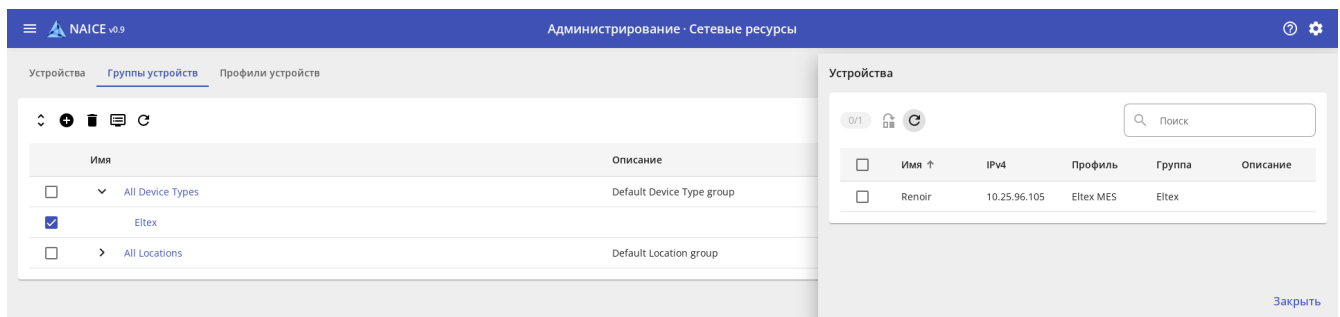 NAICE v0.9
Администрирование · Сетевые ресурсы
Устройства Группы устройств Профили устройств
Имя Описание
All Device Types Default Device Type group
Eltex
All Locations Default Location group
Устройства
0/1 Поиск
Имя ↑ IPv4 Профиль Группа Описание
Renoir 10.25.96.105 Eltex MES Eltex
Закрыть